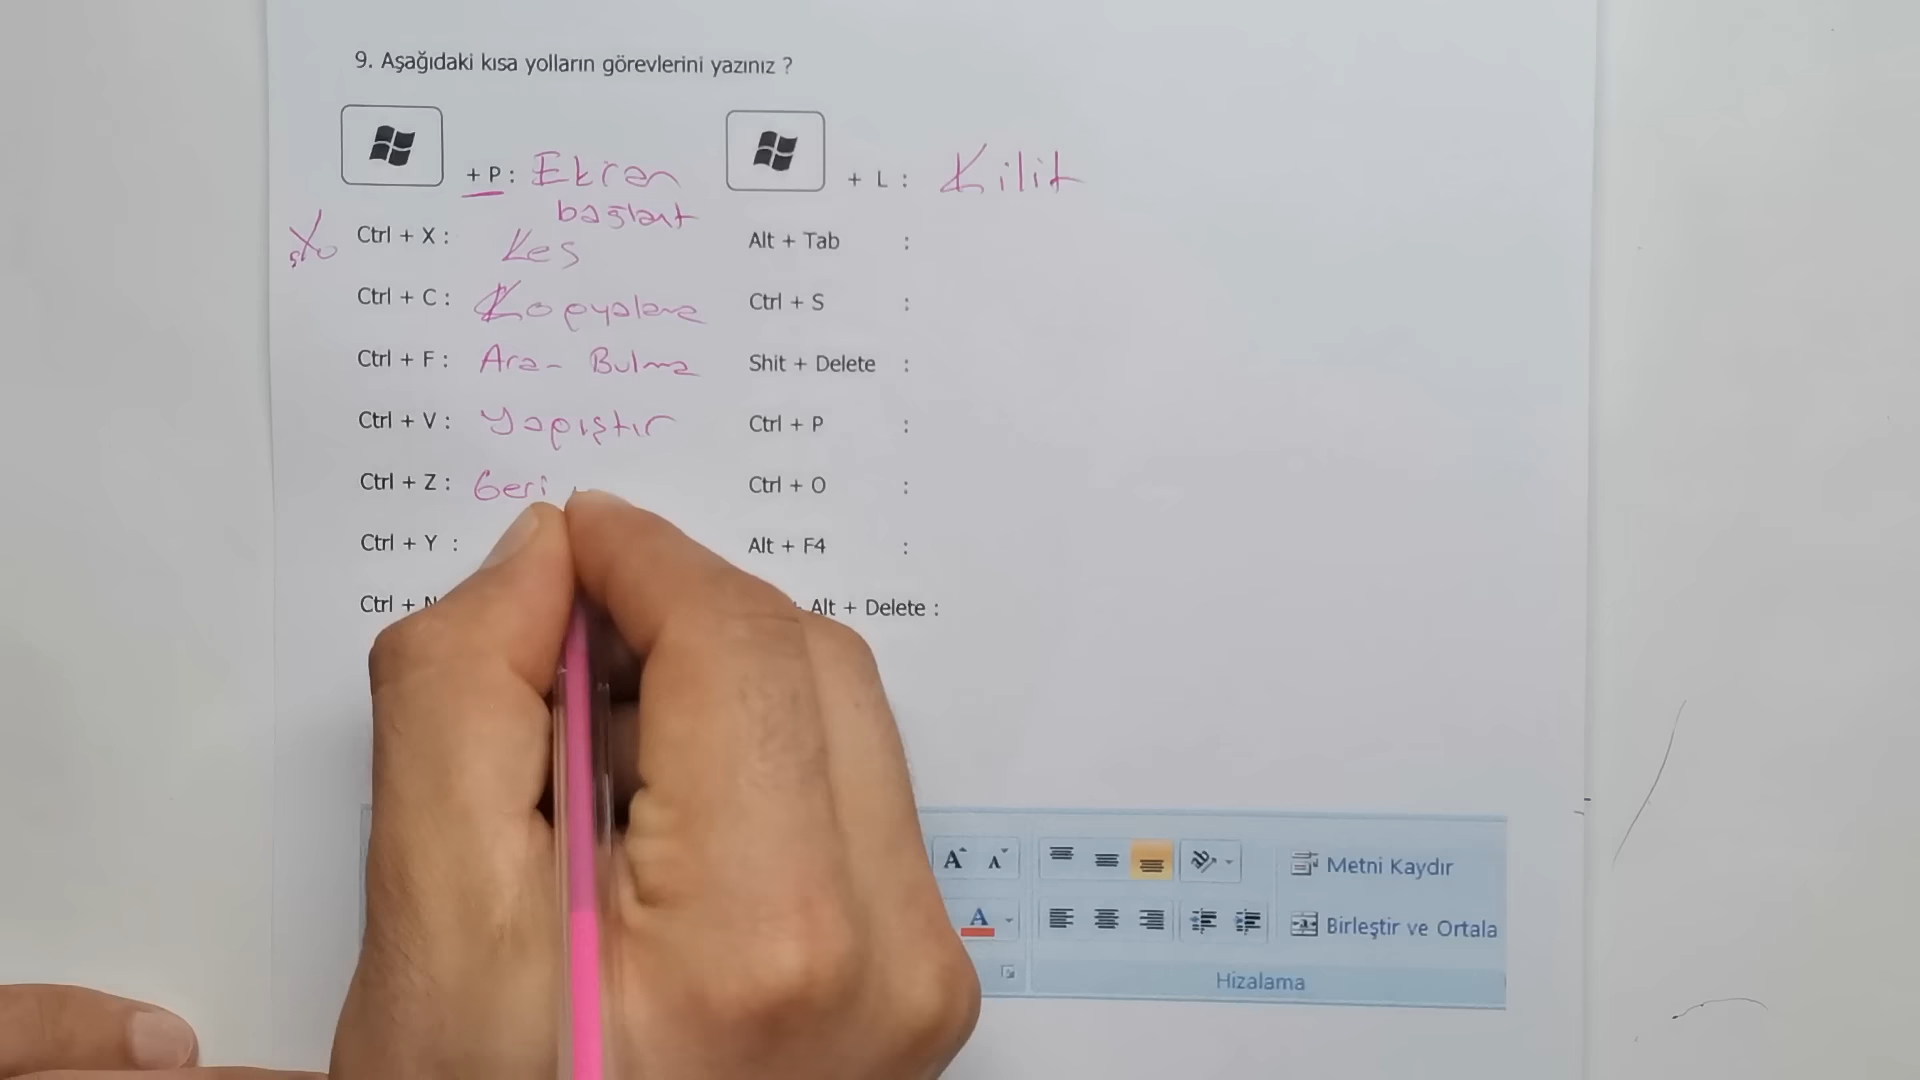 9. Aşağıdaki kısa yolların görevlerini yazınız ?
+ P : Ekran
bağlant
+ L : Kilit
Ctrl + X : Kes
Alt + Tab :
Ctrl + C : Kopyalama
Ctrl + S :
Ctrl + F : Ara- Bulma
Shit + Delete :
Ctrl + V : Yapıştır
Ctrl + P :
Ctrl + Z : Geri
Ctrl + O :
Ctrl + Y :
Alt + F4 :
Ctrl + N
Alt + Delete :
Metni Kaydır
Birleştir ve Ortala
Hizalama